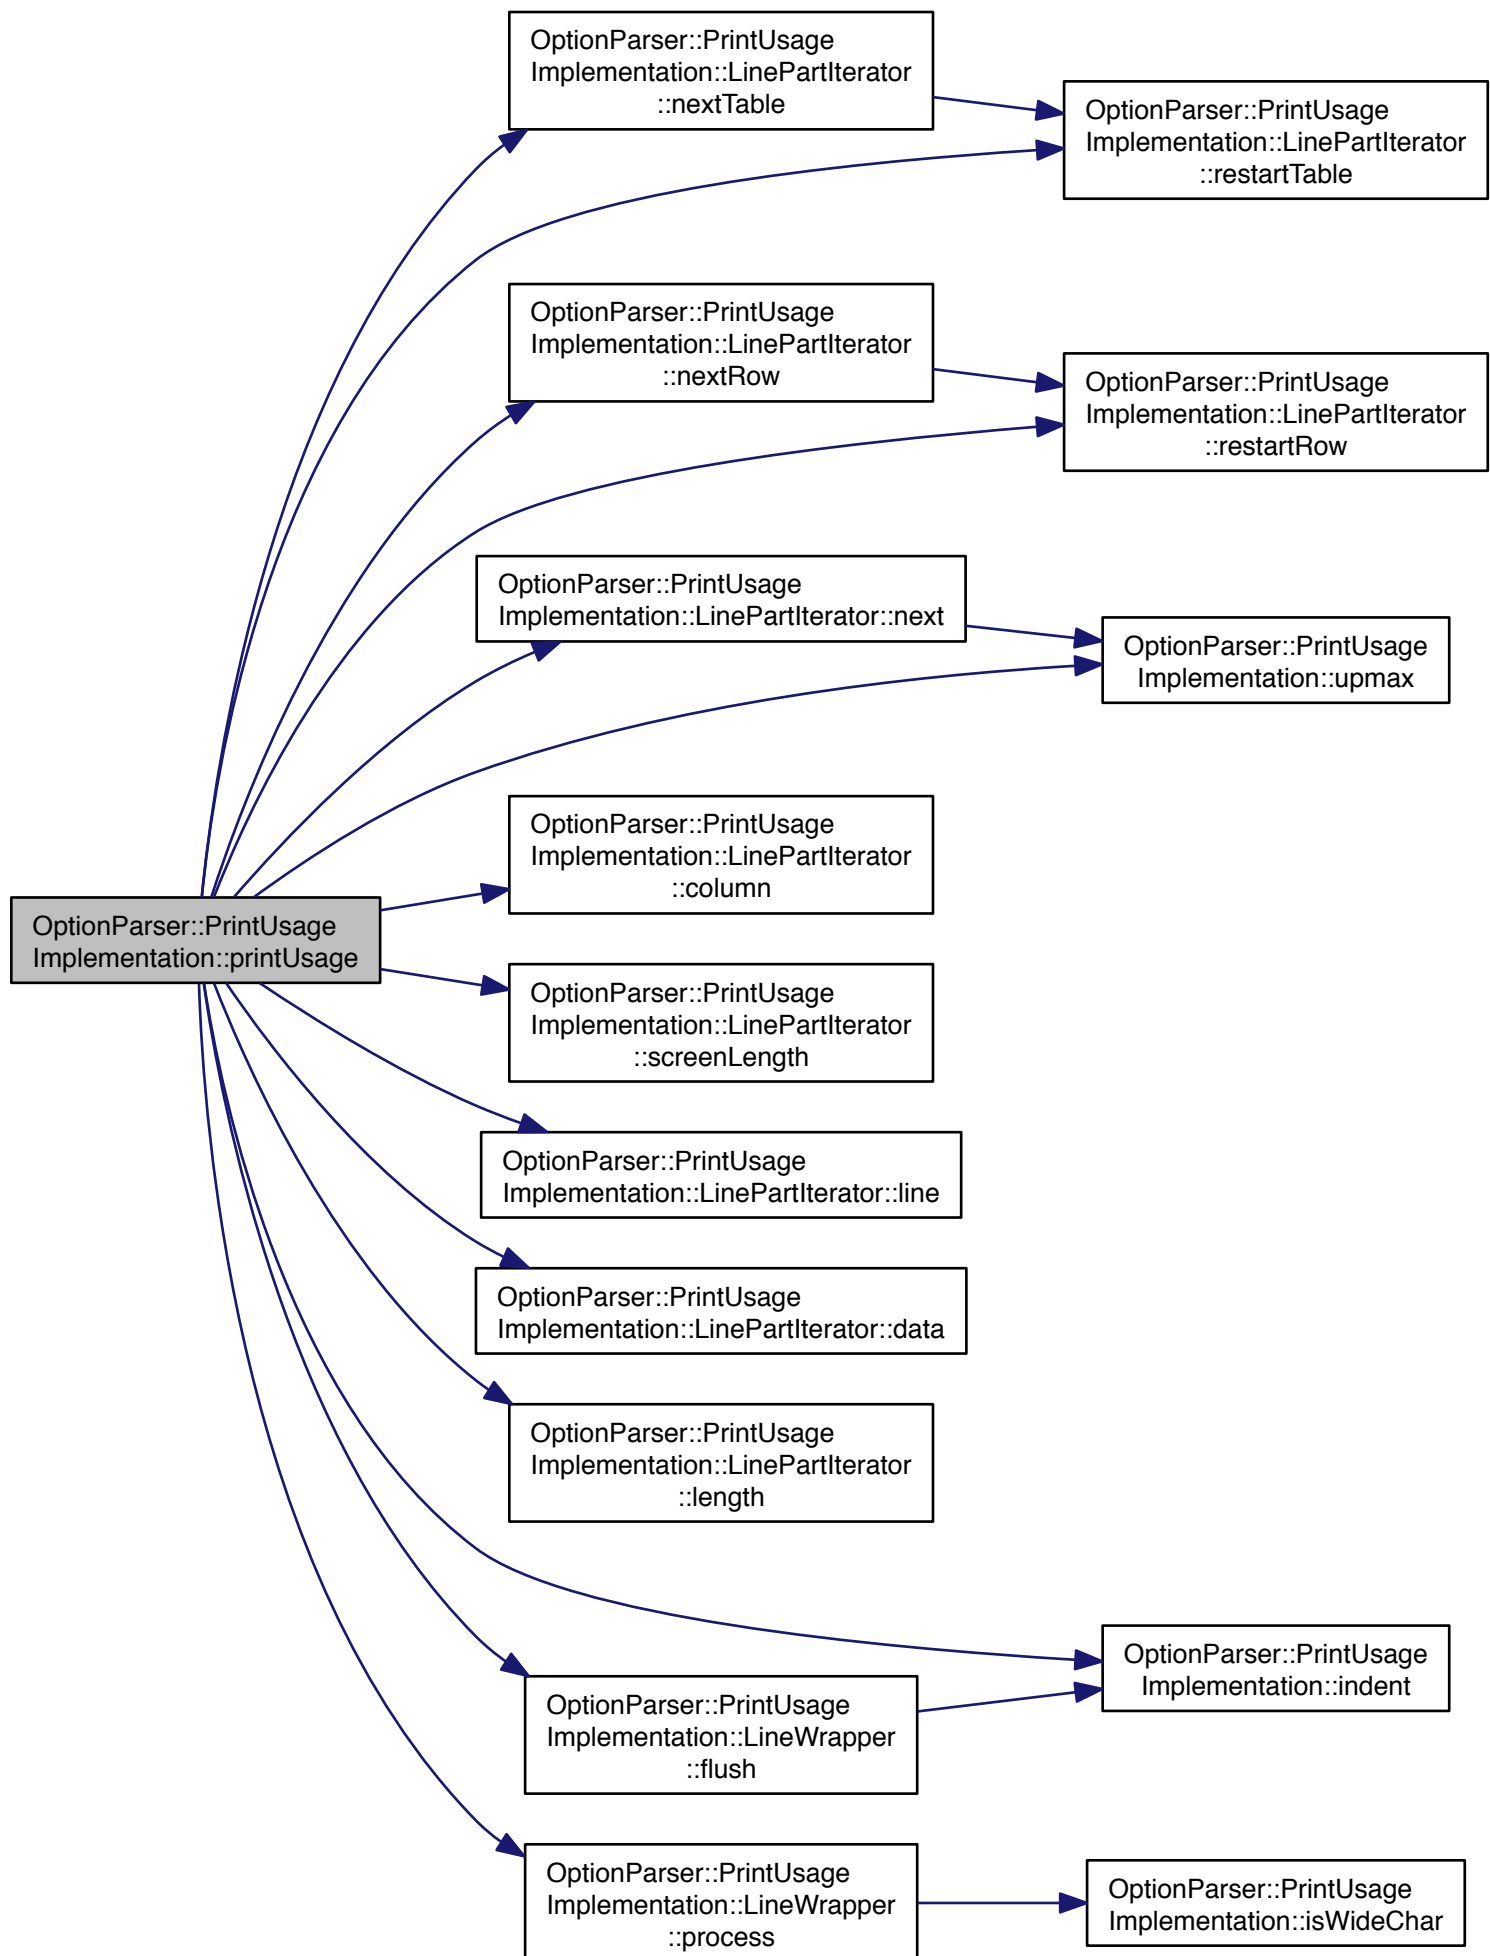 OptionParser::PrintUsage
Implementation::LinePartIterator
::nextTable
OptionParser::PrintUsage
Implementation::LinePartIterator
::restartTable
OptionParser::PrintUsage
Implementation::LinePartIterator
::nextRow
OptionParser::PrintUsage
Implementation::LinePartIterator
::restartRow
OptionParser::PrintUsage
Implementation::LinePartIterator::next
OptionParser::PrintUsage
Implementation::upmax
OptionParser::PrintUsage
Implementation::LinePartIterator
::column
OptionParser::PrintUsage
Implementation::printUsage
OptionParser::PrintUsage
Implementation::LinePartIterator
::screenLength
OptionParser::PrintUsage
Implementation::LinePartIterator::line
OptionParser::PrintUsage
Implementation::LinePartIterator::data
OptionParser::PrintUsage
Implementation::LinePartIterator
::length
OptionParser::PrintUsage
Implementation::indent
OptionParser::PrintUsage
Implementation::LineWrapper
::flush
OptionParser::PrintUsage
Implementation::LineWrapper
::process
OptionParser::PrintUsage
Implementation::isWideChar